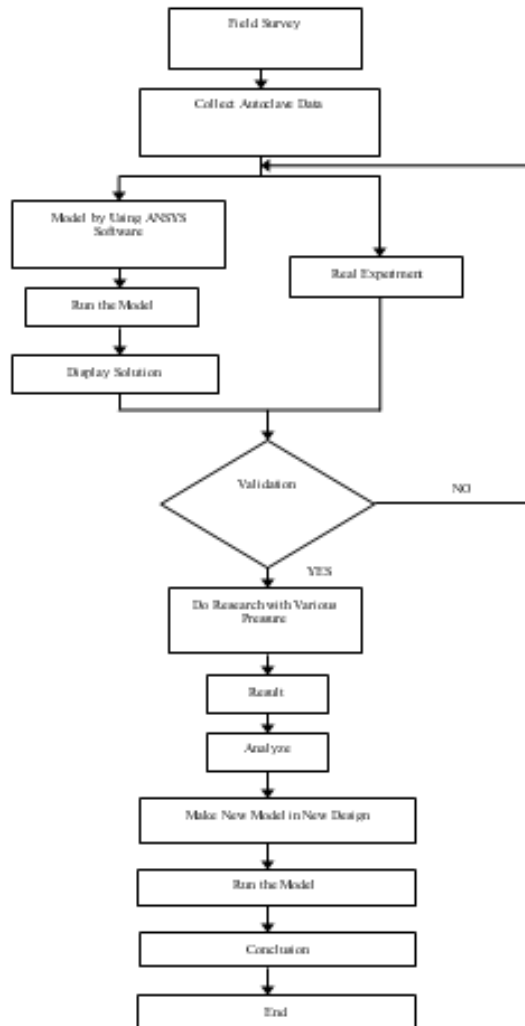 Field Survey
Collect Autoclave Data
Model by Using ANSYS
Software
Real Experiment
Run the Model
Display Solution
Validation
NO
YES
Do Research with Various
Pressure
Result
Analyze
Make New Model in New Design
Run the Model
Conclusion
End